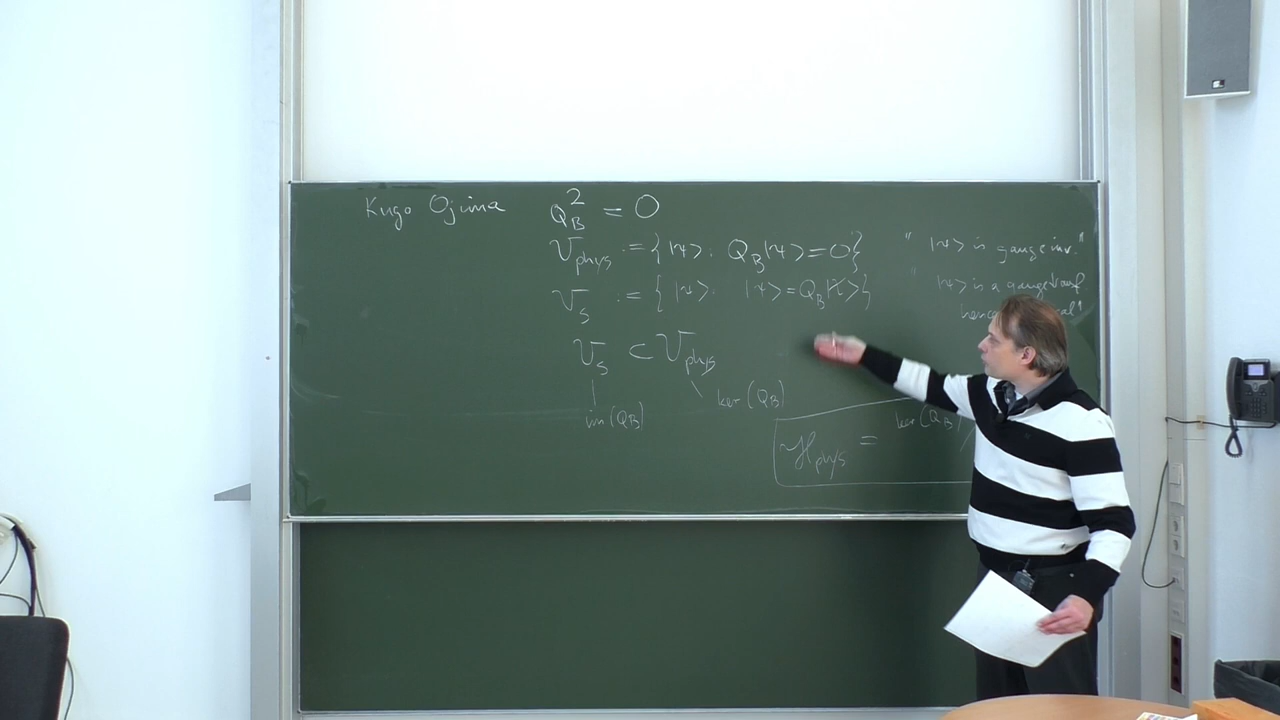 Kugo Ojima Q_B^2 = 0
V_phys := {|ψ>: Q_B|ψ>=0} " |ψ> is gauge inv."
V_s := {|ψ>: |ψ>=Q_B|χ>} " |ψ> is a gauge transf
V_s ⊂ V_phys
im(Q_B) ker(Q_B)
H_phys = ker(Q_B) /